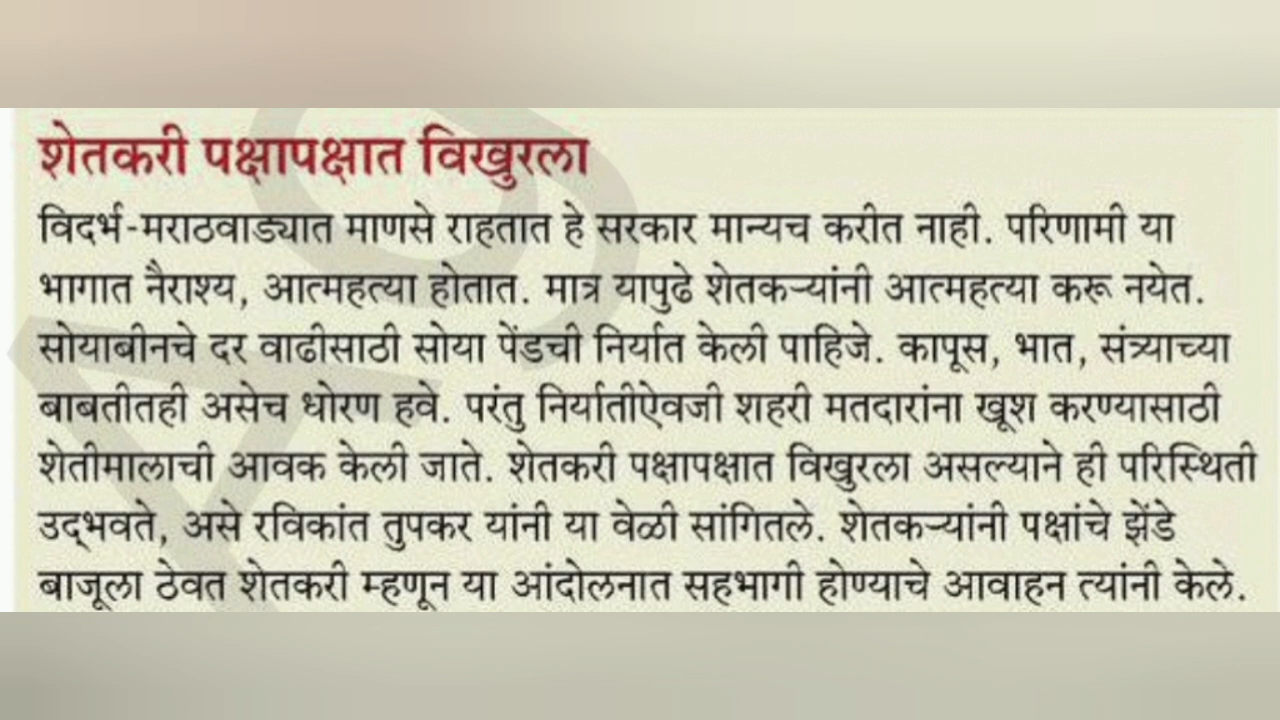 शेतकरी पक्षापक्षात विखुरला
विदर्भ-मराठवाड्यात माणसे राहतात हे सरकार मान्यच करीत नाही. परिणामी या
भागात नैराश्य, आत्महत्या होतात. मात्र यापुढे शेतकऱ्यांनी आत्महत्या करू नयेत.
सोयाबीनचे दर वाढीसाठी सोया पेंडची निर्यात केली पाहिजे. कापूस, भात, संत्र्याच्या
बाबतीतही असेच धोरण हवे. परंतु निर्यातीऐवजी शहरी मतदारांना खूश करण्यासाठी
शेतीमालाची आवक केली जाते. शेतकरी पक्षापक्षात विखुरला असल्याने ही परिस्थिती
उद्‌भवते, असे रविकांत तुपकर यांनी या वेळी सांगितले. शेतकऱ्यांनी पक्षांचे झेंडे
बाजूला ठेवत शेतकरी म्हणून या आंदोलनात सहभागी होण्याचे आवाहन त्यांनी केले.